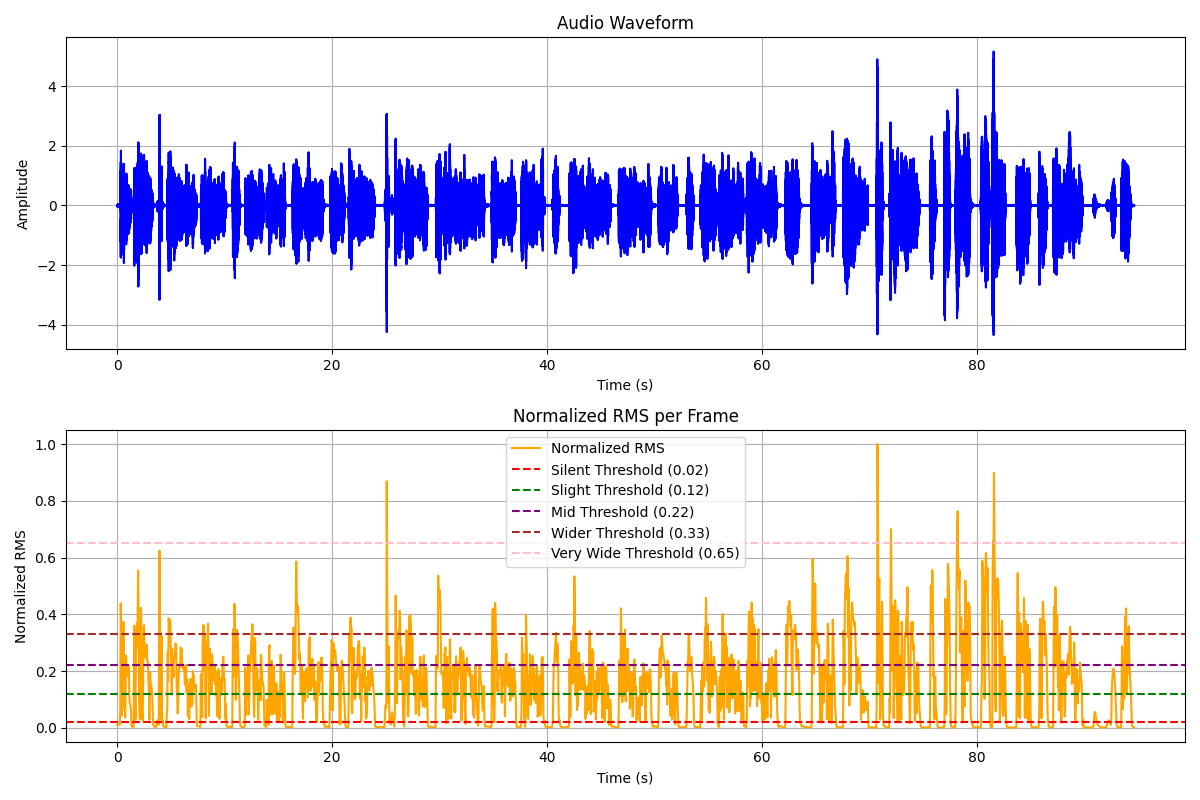 Audio Waveform
4
2
0
−2
−4
Amplitude
0 20 40 60 80
Time (s)
Normalized RMS per Frame
1.0
0.8
0.6
0.4
0.2
0.0
Normalized RMS
Normalized RMS
Silent Threshold (0.02)
Slight Threshold (0.12)
Mid Threshold (0.22)
Wider Threshold (0.33)
Very Wide Threshold (0.65)
0 20 40 60 80
Time (s)